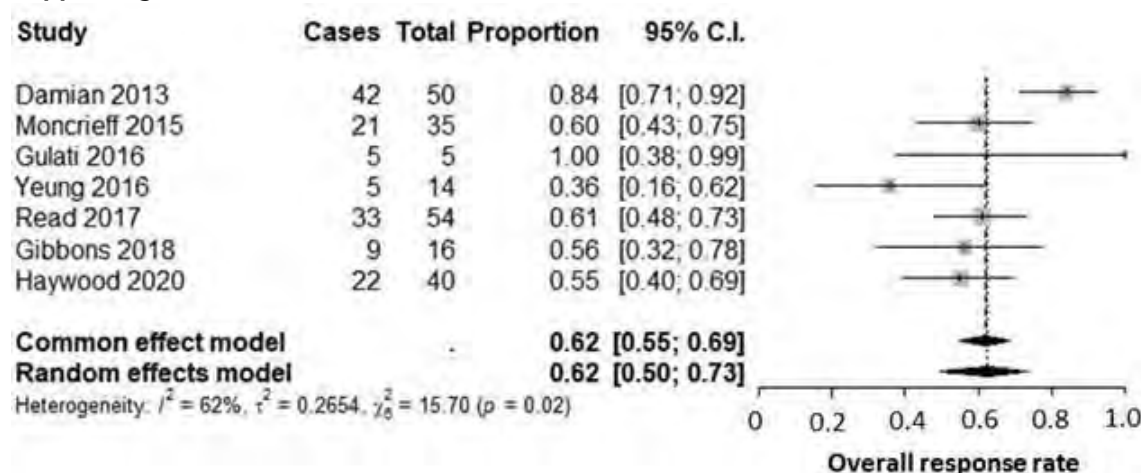 Study Cases Total Proportion 95% C.I.
Damian 2013 42 50 0.84 [0.71; 0.92]
Moncrieff 2015 21 35 0.60 [0.43; 0.75]
Gulati 2016 5 5 1.00 [0.38; 0.99]
Yeung 2016 5 14 0.36 [0.16; 0.62]
Read 2017 33 54 0.61 [0.48; 0.73]
Gibbons 2018 9 16 0.56 [0.32; 0.78]
Haywood 2020 22 40 0.55 [0.40; 0.69]
Common effect model . 0.62 [0.55; 0.69]
Random effects model 0.62 [0.50; 0.73]
Heterogeneity: I² = 62%, τ² = 0.2654, χ²₆ = 15.70 (p = 0.02)
0 0.2 0.4 0.6 0.8 1.0
Overall response rate